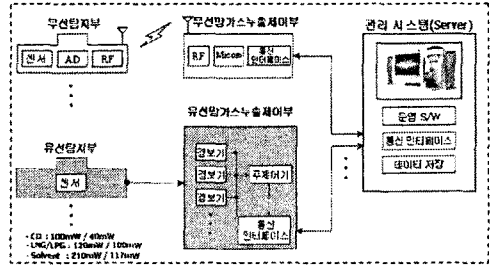 무선탐지부
센서 AD RF
무선망가스누출제어부
RF Micom 통신
인터페이스
관리 시스템(Server)
운영 S/W
통신 인터페이스
데이터 저장
유선탐지부
센서
유선망가스누출제어부
경보기
경보기
경보기
주제어기
통신
인터페이스
- CO : 100mW / 40mW
- LNG/LPG : 120mW / 100mW
- Solvent : 210mW / 117mW